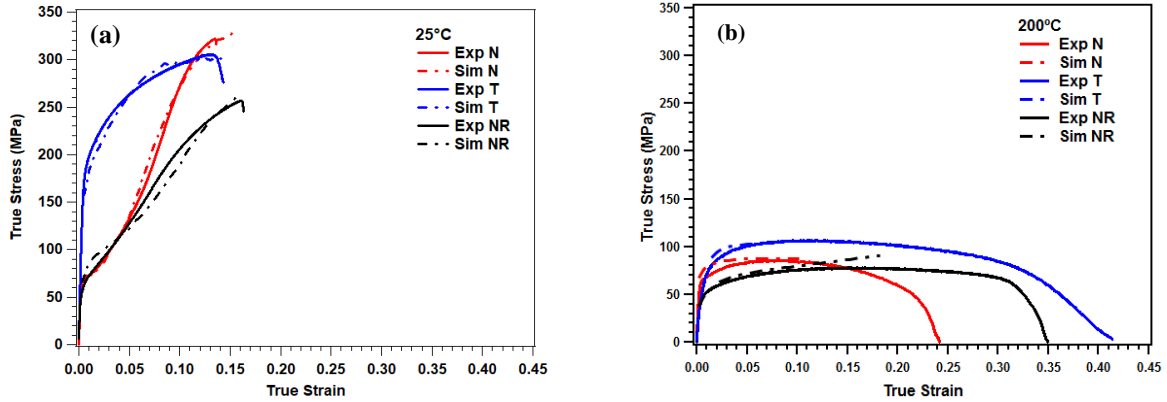 (a)
25°C
Exp N
Sim N
Exp T
Sim T
Exp NR
Sim NR
True Stress (MPa)
350
300
250
200
150
100
50
0
0.00 0.05 0.10 0.15 0.20 0.25 0.30 0.35 0.40 0.45
True Strain
(b)
200ºC
Exp N
Sim N
Exp T
Sim T
Exp NR
Sim NR
True Stress (MPa)
350
300
250
200
150
100
50
0
0.00 0.05 0.10 0.15 0.20 0.25 0.30 0.35 0.40 0.45
True Strain